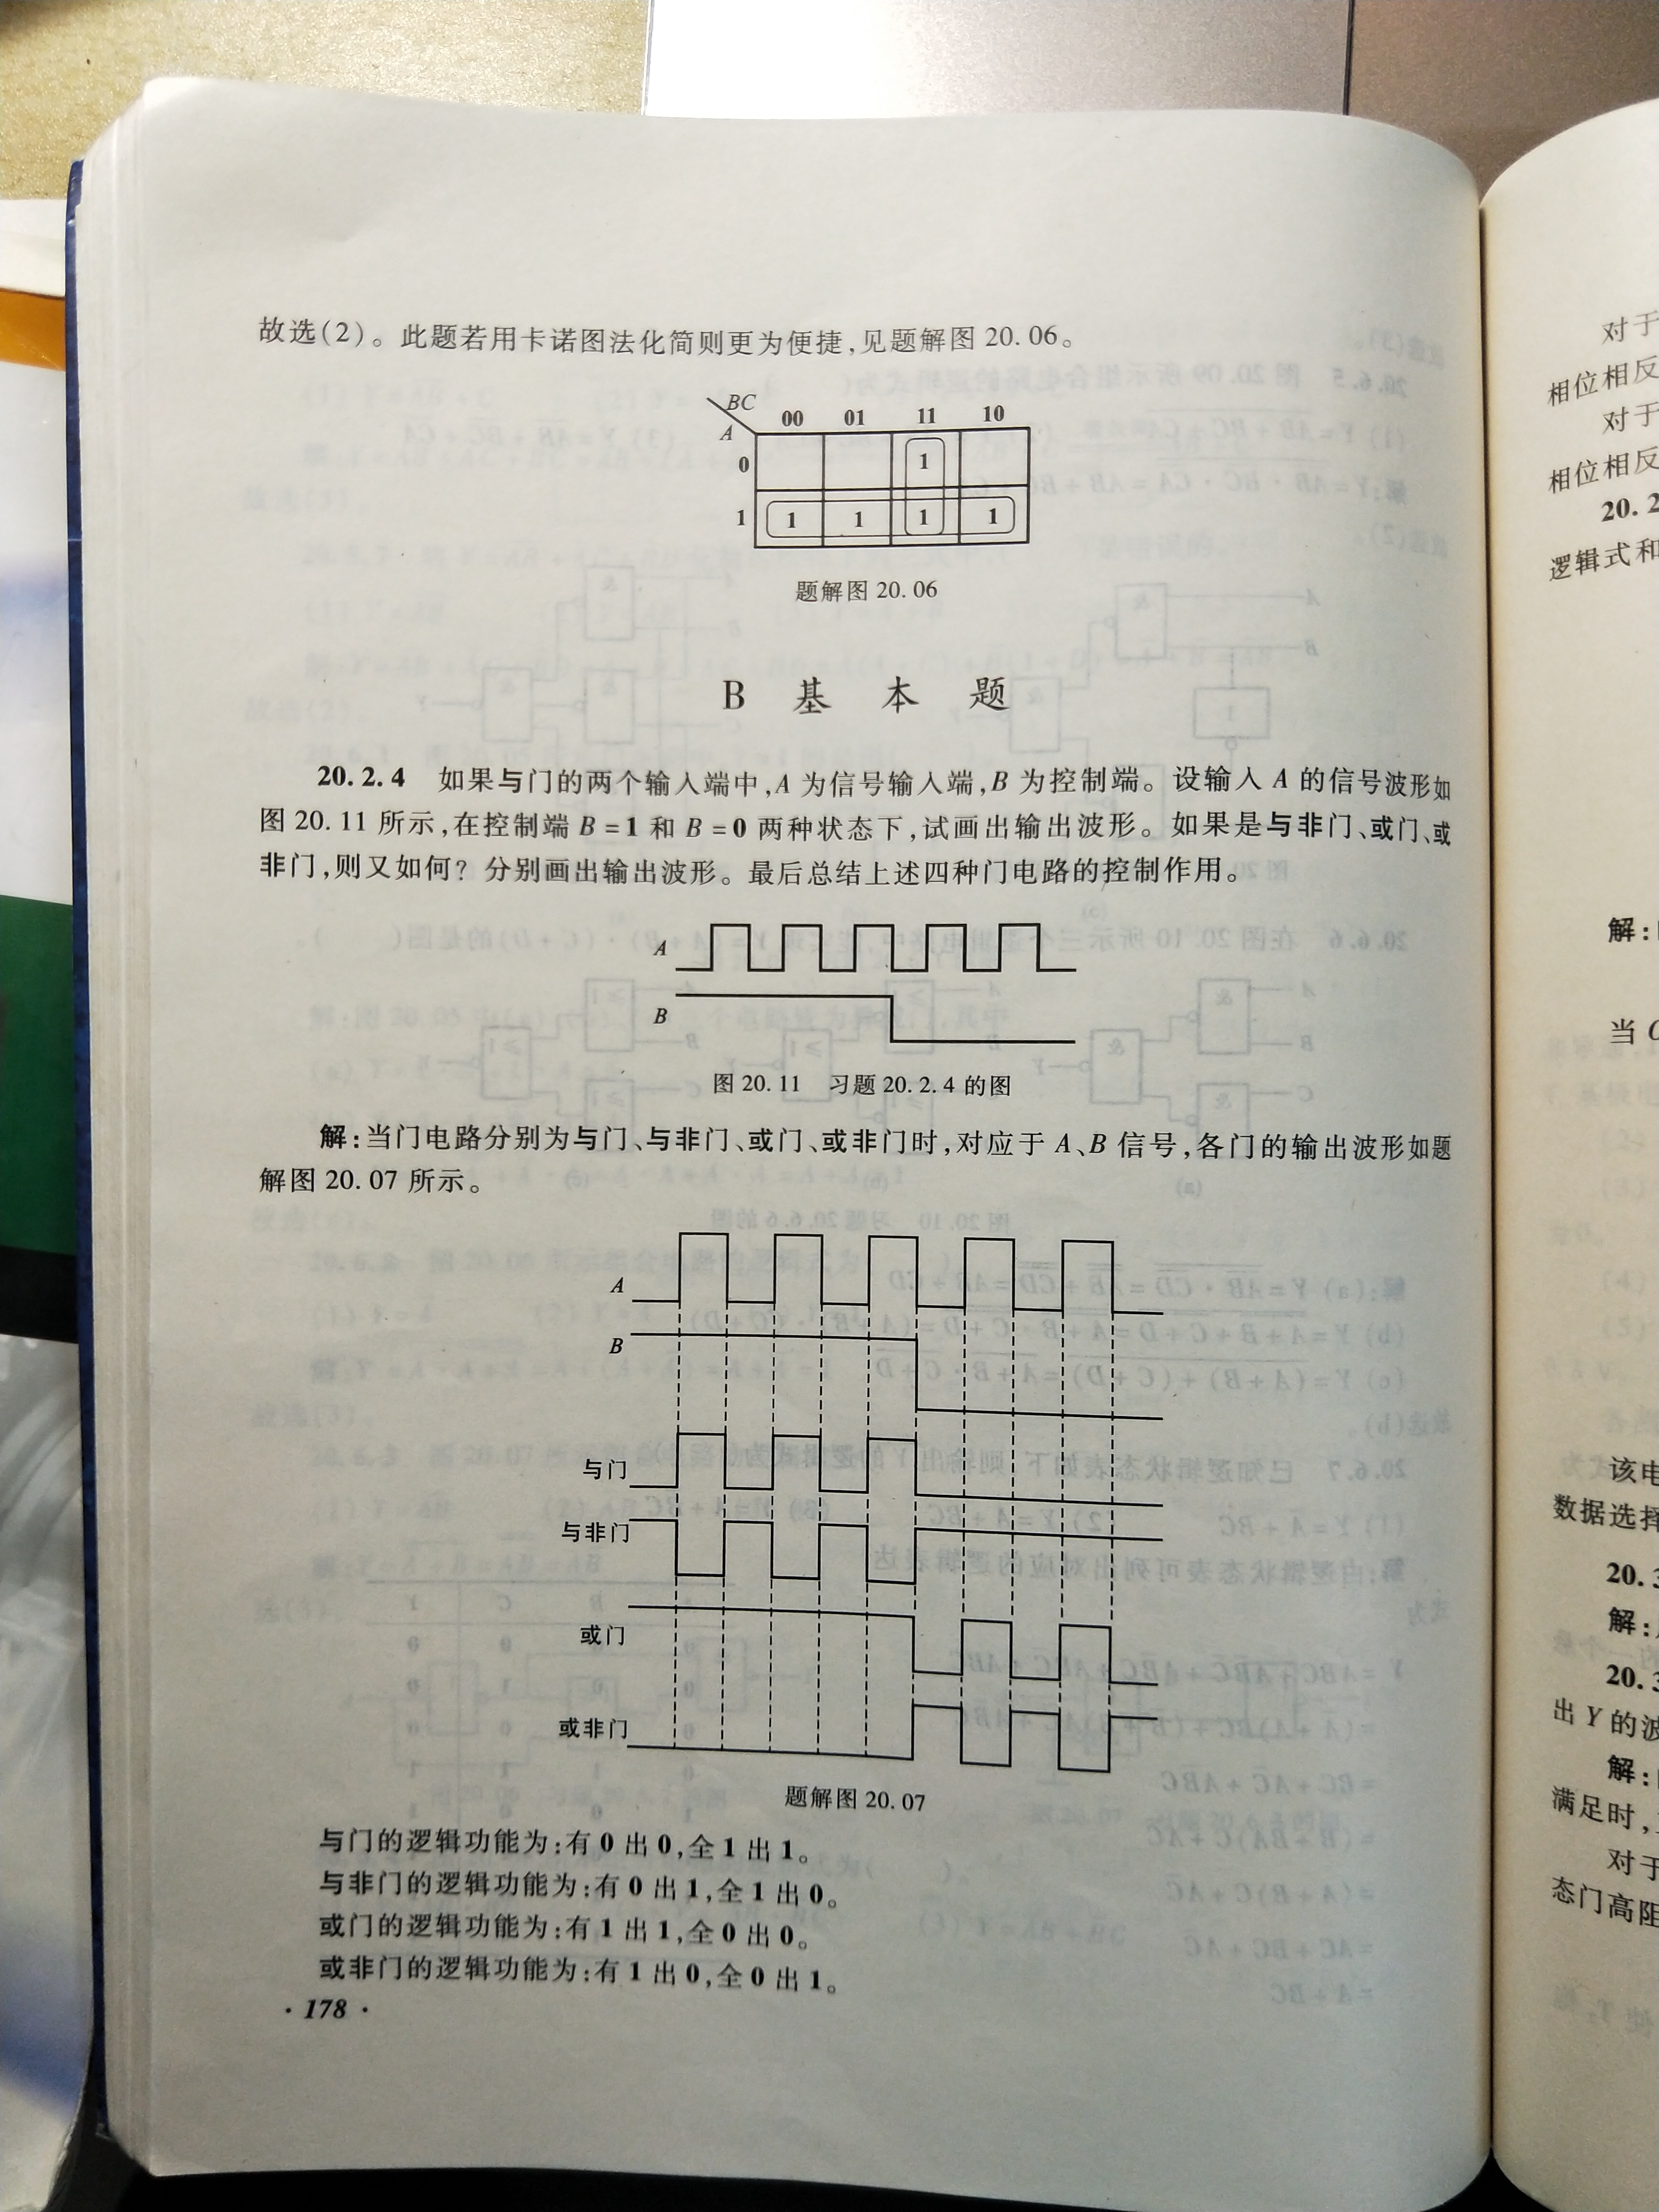 故选(2)。此题若用卡诺图法化简则更为便捷,见题解图 20.06。
BC
A
00 01 11 10
0 1
1 1 1 1 1
题解图 20.06
B 基 本 题
20.2.4 如果与门的两个输入端中,A 为信号输入端,B 为控制端。设输入 A 的信号波形如
图 20.11 所示,在控制端 B=1 和 B=0 两种状态下,试画出输出波形。如果是与非门、或门、或
非门,则又如何? 分别画出输出波形。最后总结上述四种门电路的控制作用。
A
B
图 20.11 习题 20.2.4 的图
解:当门电路分别为与门、与非门、或门、或非门时,对应于 A、B 信号,各门的输出波形如题
解图 20.07 所示。
A
B
与门
与非门
或门
或非门
题解图 20.07
与门的逻辑功能为:有 0 出 0,全 1 出 1。
与非门的逻辑功能为:有 0 出 1,全 1 出 0。
或门的逻辑功能为:有 1 出 1,全 0 出 0。
或非门的逻辑功能为:有 1 出 0,全 0 出 1。
· 178 ·
对于
相位相反
对于
相位相反
20.2
逻辑式和
解:
当
该电
数据选择
20.3
解:
20.3
出 Y 的波
解:
满足时,
对于
态门高阻